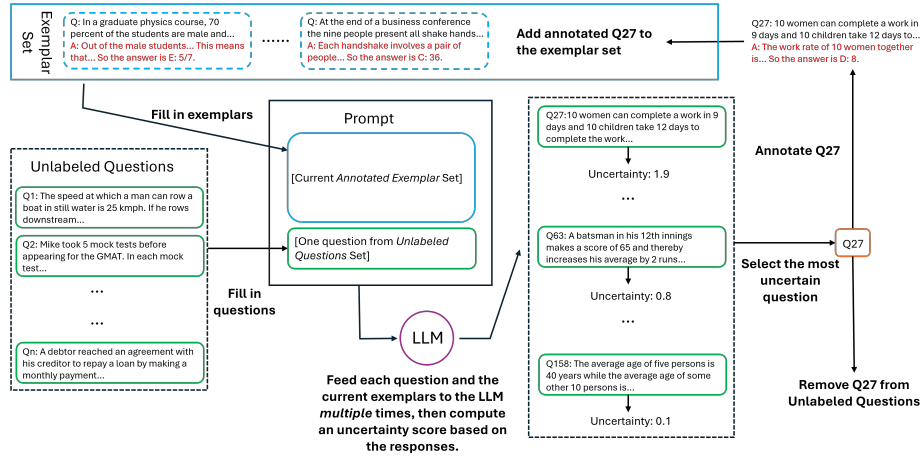 Exemplar
Set
Q: In a graduate physics course, 70
percent of the students are male and...
A: Out of the male students... This means
that... So the answer is E: 5/7.
......
Q: At the end of a business conference
the nine people present all shake hands...
A: Each handshake involves a pair of
people... So the answer is C: 36.
Add annotated Q27 to
the exemplar set
Q27: 10 women can complete a work in
9 days and 10 children take 12 days to...
A: The work rate of 10 women together
is... So the answer is D: 8.
Fill in exemplars
Unlabeled Questions
Q1: The speed at which a man can row a
boat in still water is 25 kmph. If he rows
downstream...
Q2: Mike took 5 mock tests before
appearing for the GMAT. In each mock
test...
...
...
Qn: A debtor reached an agreement with
his creditor to repay a loan by making a
monthly payment...
Fill in
questions
Prompt
[Current Annotated Exemplar Set]
[One question from Unlabeled
Questions Set]
LLM
Feed each question and the
current exemplars to the LLM
multiple times, then compute
an uncertainty score based on
the responses.
Q27:10 women can complete a work in 9
days and 10 children take 12 days to
complete the work...
Uncertainty: 1.9
...
Q63: A batsman in his 12th innings
makes a score of 65 and thereby
increases his average by 2 runs...
Uncertainty: 0.8
...
Q158: The average age of five persons is
40 years while the average age of some
other 10 persons is...
Uncertainty: 0.1
Select the most
uncertain
question
Annotate Q27
Q27
Remove Q27 from
Unlabeled Questions